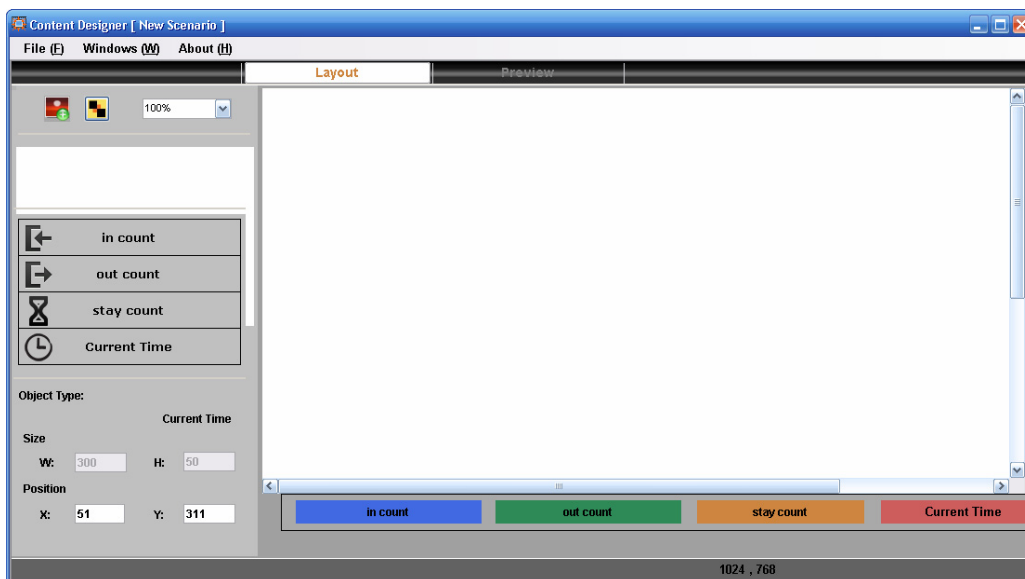 Content Designer [ New Scenario ]
File (F) Windows (W) About (H)
Layout Preview
100%
in count
out count
stay count
Current Time
Object Type:
Current Time
Size
W: 300 H: 50
Position
X: 51 Y: 311
in count out count stay count Current Time
1024 , 768